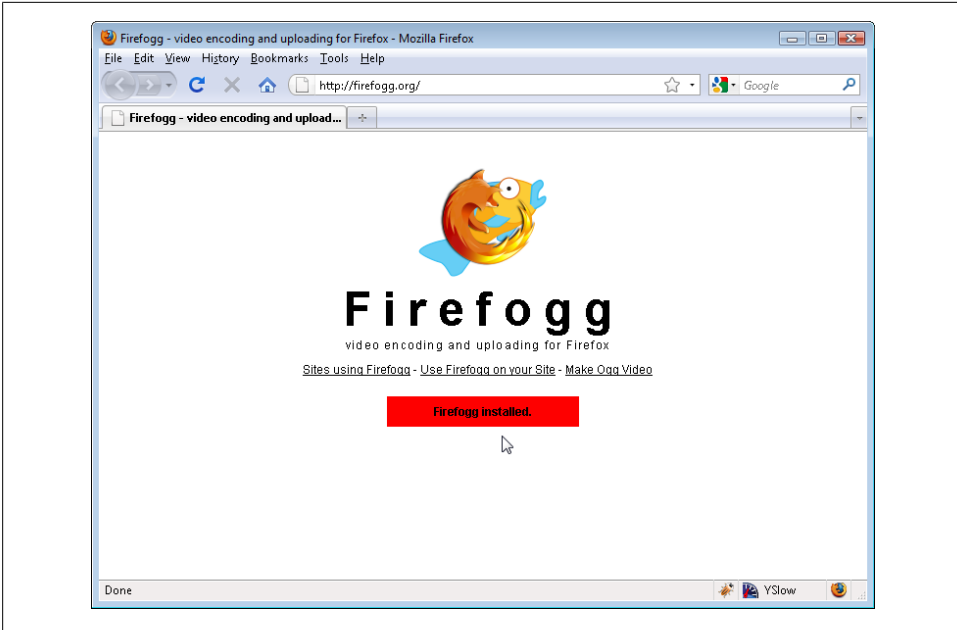 Firefogg - video encoding and uploading for Firefox - Mozilla Firefox
File Edit View History Bookmarks Tools Help
http://firefogg.org/ Google
Firefogg - video encoding and upload...
Firefogg
video encoding and uploading for Firefox
Sites using Firefogg - Use Firefogg on your Site - Make Ogg Video
Firefogg installed.
Done YSlow